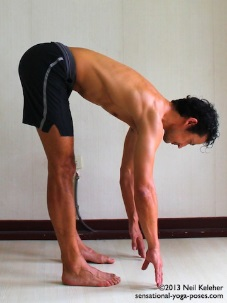 ©2013 Neil Keleher
sensational-yoga-poses.com